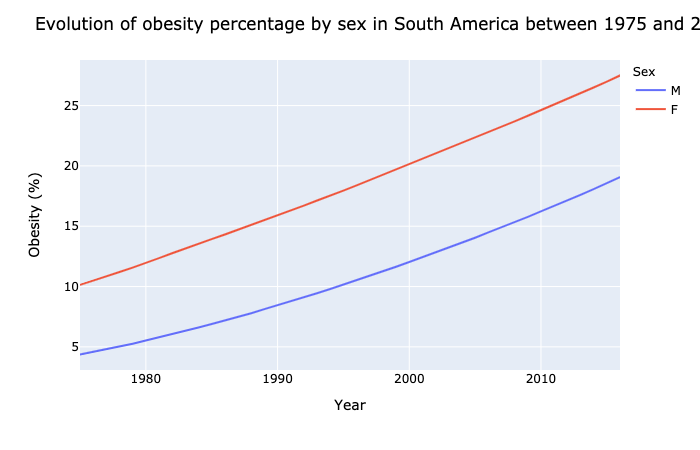 Evolution of obesity percentage by sex in South America between 1975 and 2
Sex
M
F
25
20
15
10
5
Obesity (%)
1980 1990 2000 2010
Year